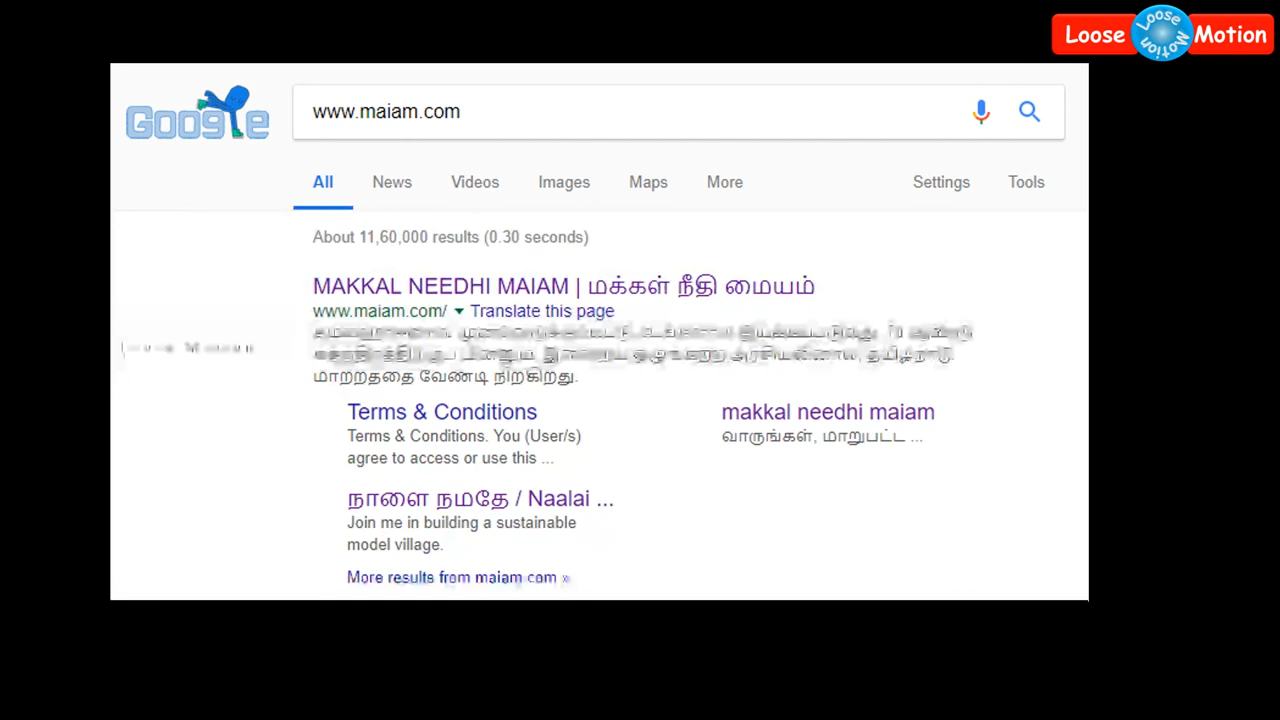 Loose Loose Motion Motion
Google
www.maiam.com
All News Videos Images Maps More Settings Tools
About 11,60,000 results (0.30 seconds)
MAKKAL NEEDHI MAIAM | மக்கள் நீதி மையம்
www.maiam.com/ Translate this page
மாற்றத்தை வேண்டி நிற்கிறது.
Terms & Conditions
Terms & Conditions. You (User/s)
agree to access or use this ...
makkal needhi maiam
வாருங்கள், மாறுபட்ட ...
நாளை நமதே / Naalai ...
Join me in building a sustainable
model village.
More results from maiam.com »